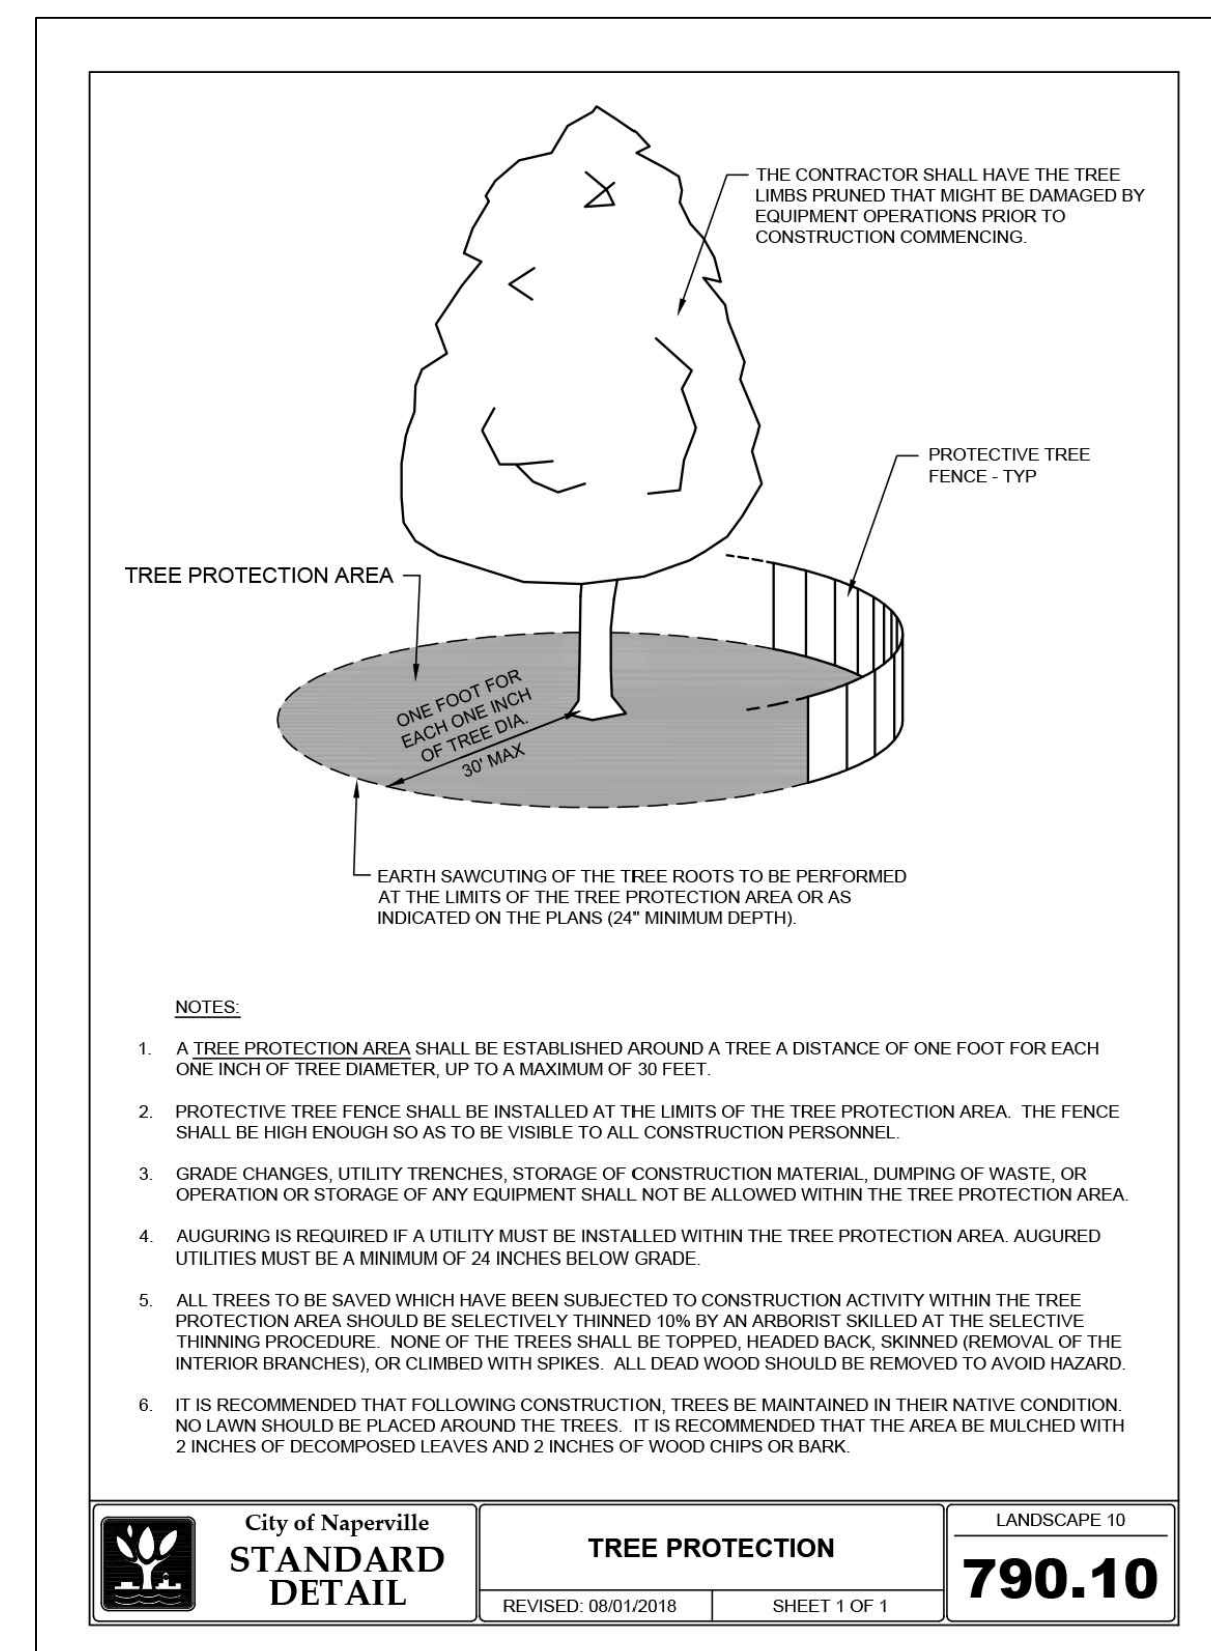 THE CONTRACTOR SHALL HAVE THE TREE
LIMBS PRUNED THAT MIGHT BE DAMAGED BY
EQUIPMENT OPERATIONS PRIOR TO
CONSTRUCTION COMMENCING.
PROTECTIVE TREE
FENCE - TYP
TREE PROTECTION AREA
ONE FOOT FOR
EACH ONE INCH
OF TREE DIA.
30' MAX
EARTH SAWCUTING OF THE TREE ROOTS TO BE PERFORMED
AT THE LIMITS OF THE TREE PROTECTION AREA OR AS
INDICATED ON THE PLANS (24" MINIMUM DEPTH).
NOTES:
1. A TREE PROTECTION AREA SHALL BE ESTABLISHED AROUND A TREE A DISTANCE OF ONE FOOT FOR EACH
ONE INCH OF TREE DIAMETER, UP TO A MAXIMUM OF 30 FEET.
2. PROTECTIVE TREE FENCE SHALL BE INSTALLED AT THE LIMITS OF THE TREE PROTECTION AREA. THE FENCE
SHALL BE HIGH ENOUGH SO AS TO BE VISIBLE TO ALL CONSTRUCTION PERSONNEL.
3. GRADE CHANGES, UTILITY TRENCHES, STORAGE OF CONSTRUCTION MATERIAL, DUMPING OF WASTE, OR
OPERATION OR STORAGE OF ANY EQUIPMENT SHALL NOT BE ALLOWED WITHIN THE TREE PROTECTION AREA.
4. AUGURING IS REQUIRED IF A UTILITY MUST BE INSTALLED WITHIN THE TREE PROTECTION AREA. AUGURED
UTILITIES MUST BE A MINIMUM OF 24 INCHES BELOW GRADE.
5. ALL TREES TO BE SAVED WHICH HAVE BEEN SUBJECTED TO CONSTRUCTION ACTIVITY WITHIN THE TREE
PROTECTION AREA SHOULD BE SELECTIVELY THINNED 10% BY AN ARBORIST SKILLED AT THE SELECTIVE
THINNING PROCEDURE. NONE OF THE TREES SHALL BE TOPPED, HEADED BACK, SKINNED (REMOVAL OF THE
INTERIOR BRANCHES), OR CLIMBED WITH SPIKES. ALL DEAD WOOD SHOULD BE REMOVED TO AVOID HAZARD.
6. IT IS RECOMMENDED THAT FOLLOWING CONSTRUCTION, TREES BE MAINTAINED IN THEIR NATIVE CONDITION.
NO LAWN SHOULD BE PLACED AROUND THE TREES. IT IS RECOMMENDED THAT THE AREA BE MULCHED WITH
2 INCHES OF DECOMPOSED LEAVES AND 2 INCHES OF WOOD CHIPS OR BARK.
City of Naperville
STANDARD
DETAIL
TREE PROTECTION
REVISED: 08/01/2018
SHEET 1 OF 1
LANDSCAPE 10
790.10